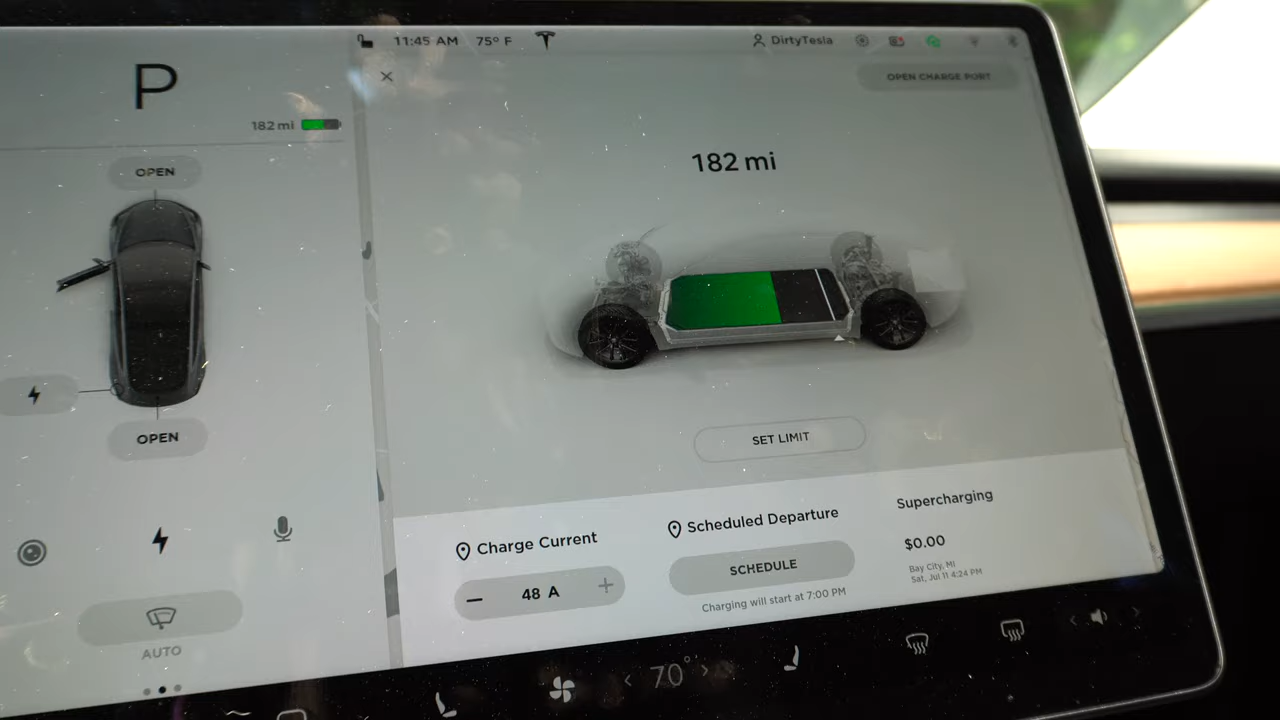 11:45 AM 75° F DirtyTesla
P
OPEN CHARGE PORT
182 mi
182 mi
OPEN
OPEN
SET LIMIT
Charge Current
Scheduled Departure
Supercharging
48 A
SCHEDULE
$0.00
Charging will start at 7:00 PM
Bay City, MI
Sat, Jul 11 4:24 PM
AUTO
70°